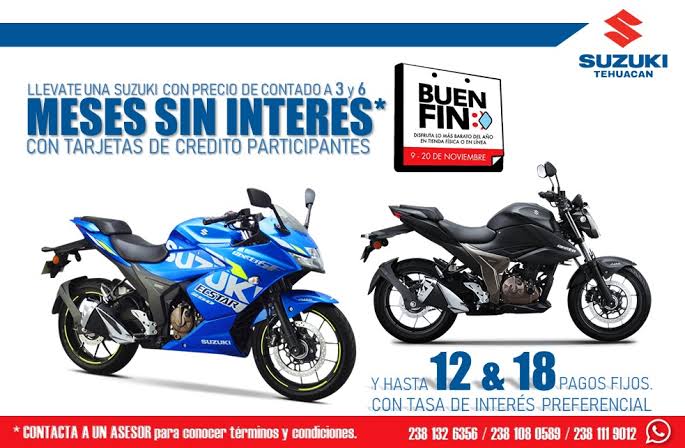 SUZUKI
TEHUACAN
LLEVATE UNA SUZUKI CON PRECIO DE CONTADO A 3 y 6
MESES SIN INTERES*
CON TARJETAS DE CREDITO PARTICIPANTES
BUEN
FIN
DISFRUTA LO MÁS BARATO DEL AÑO
EN TIENDA FÍSICA O EN LÍNEA
9 - 20 DE NOVIEMBRE
SUZUKI
ECSTAR
SUZUKI
Y HASTA 12 & 18 PAGOS FIJOS.
CON TASA DE INTERÉS PREFERENCIAL
* CONTACTA A UN ASESOR para conocer términos y condiciones.
238 132 6356 / 238 108 0589 / 238 111 9012